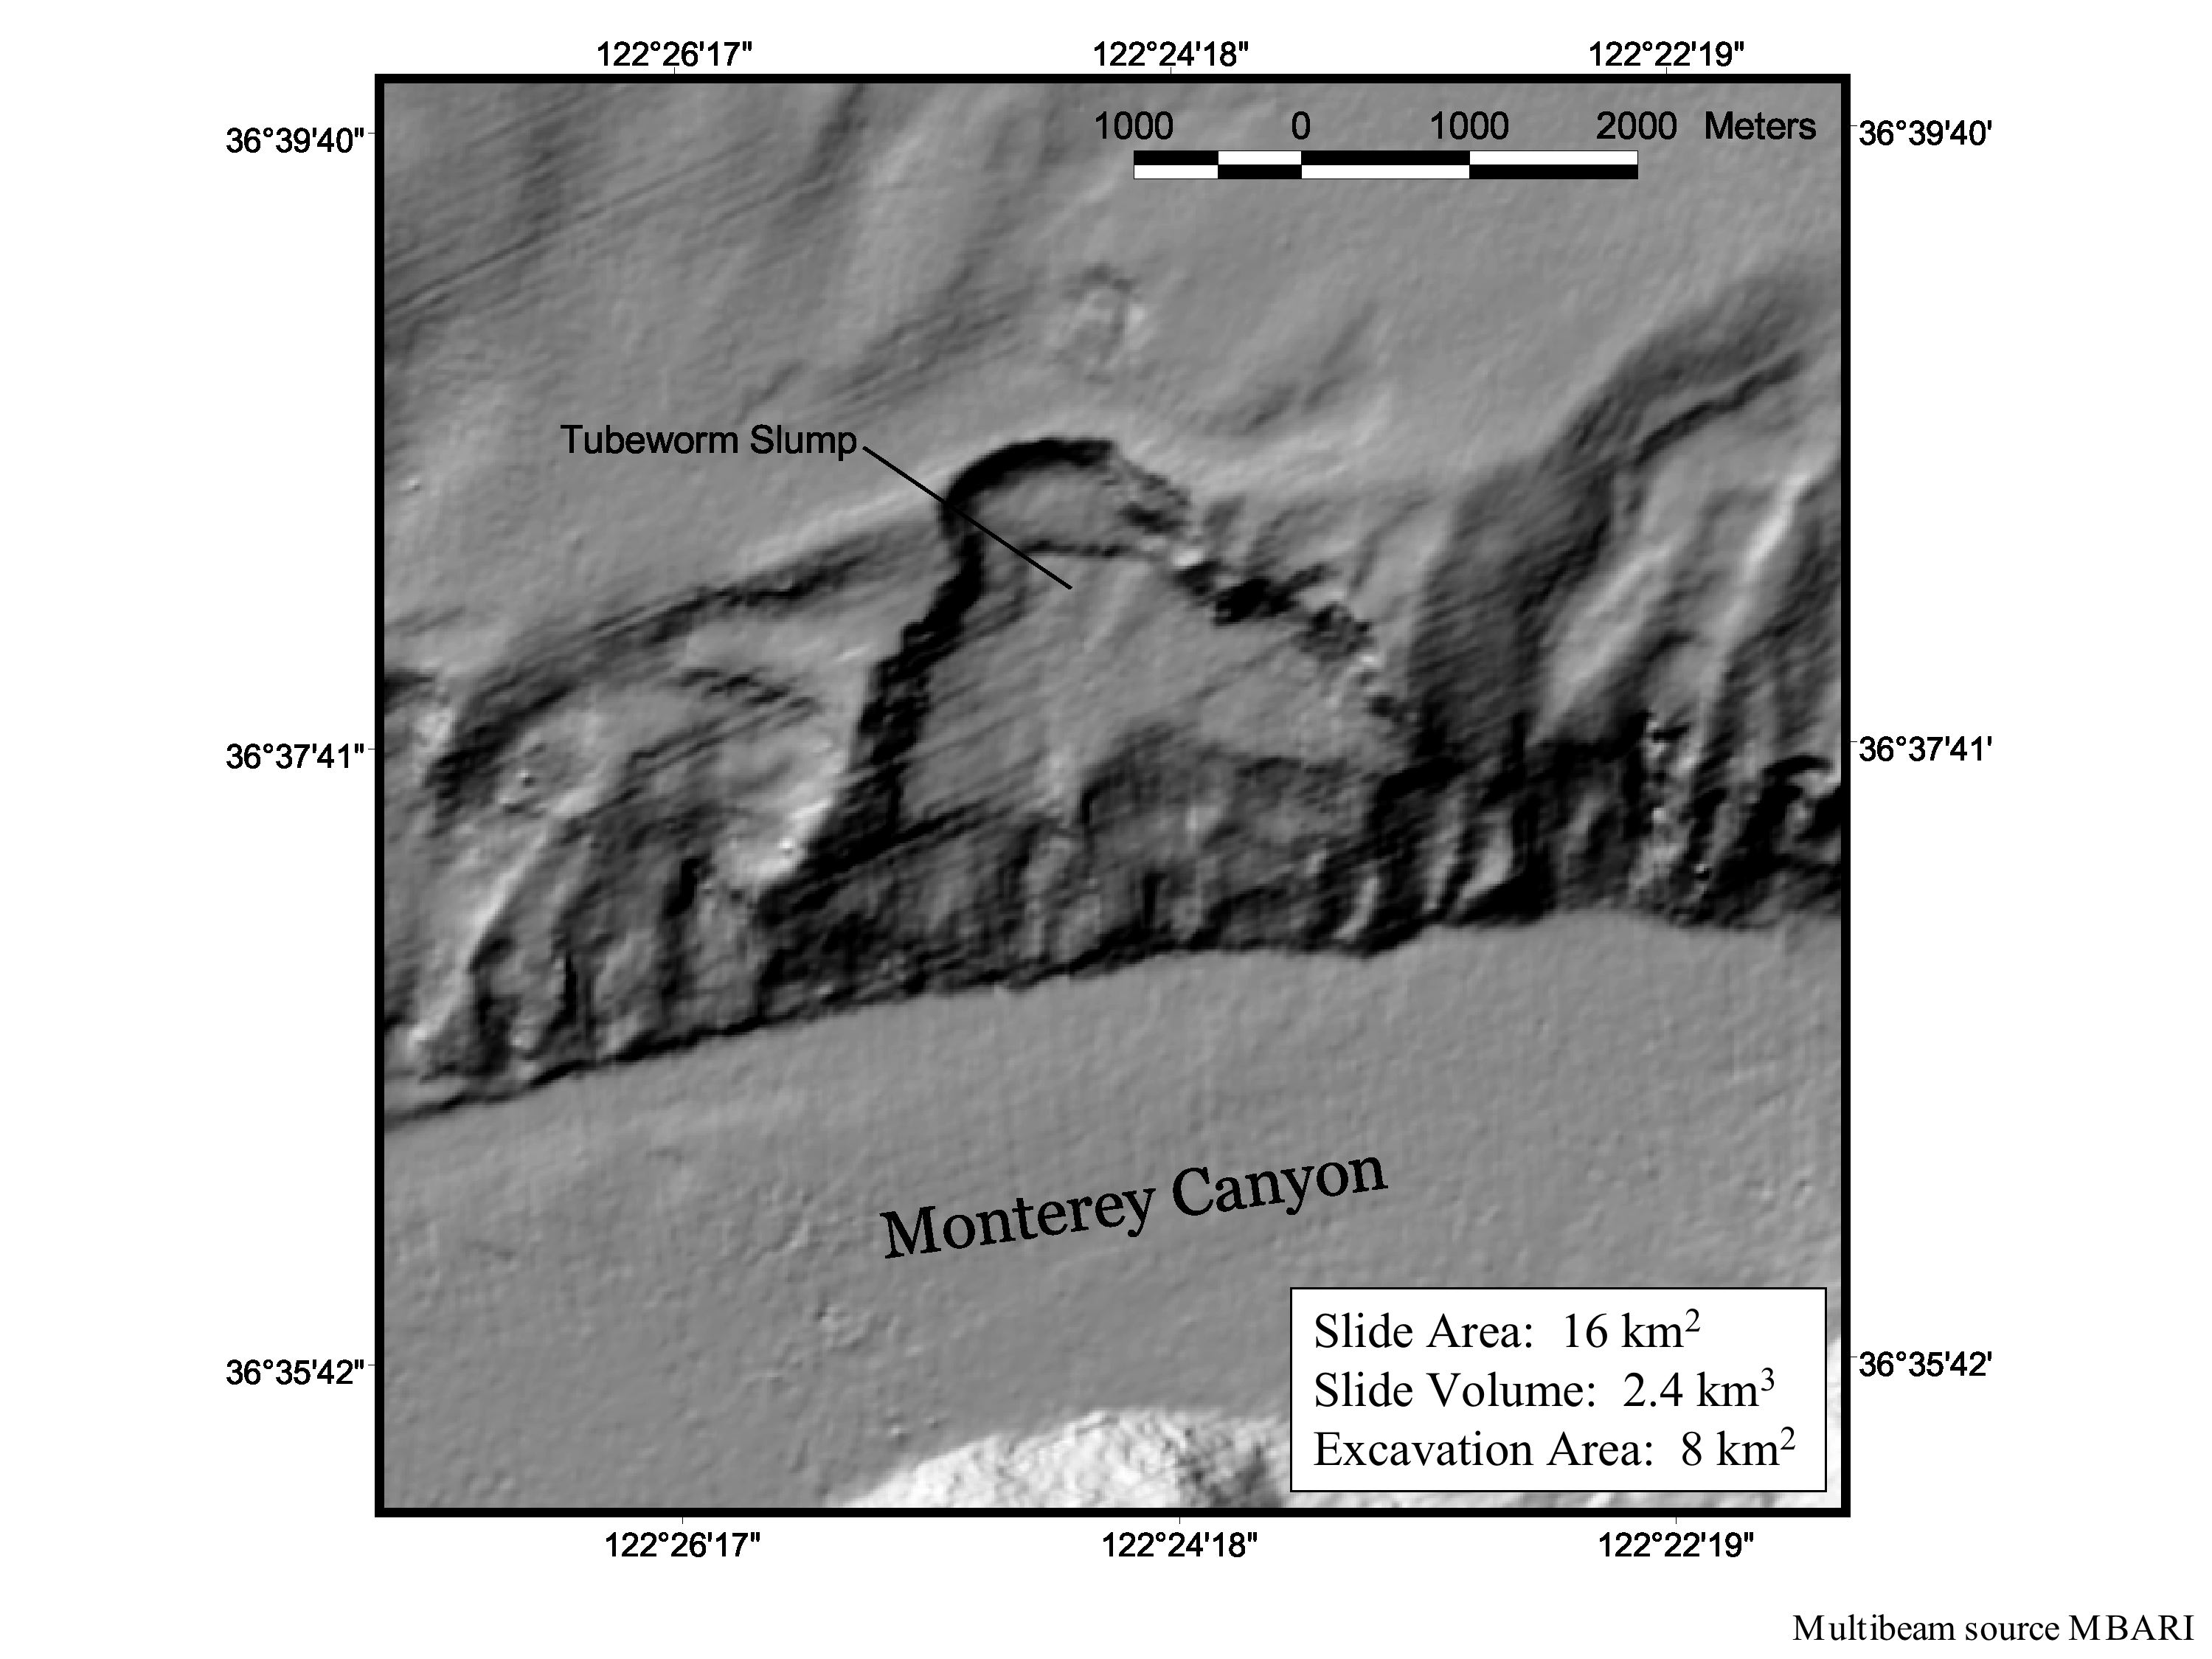 122°26'17" 122°24'18" 122°22'19"
1000 0 1000 2000 Meters
36°39'40" 36°39'40'
Tubeworm Slump
36°37'41" 36°37'41'
Monterey Canyon
Slide Area: 16 km²
36°35'42" 36°35'42'
Slide Volume: 2.4 km³
Excavation Area: 8 km²
122°26'17" 122°24'18" 122°22'19"
Multibeam source MBARI